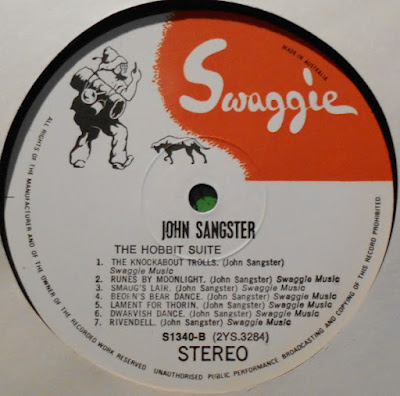 Swaggie
MADE IN AUSTRALIA
JOHN SANGSTER
THE HOBBIT SUITE
1. THE KNOCKABOUT TROLLS. (John Sangster)
Swaggie Music
2. RUNES BY MOONLIGHT. (John Sangster) Swaggie Music
3. SMAUG'S LAIR. (John Sangster) Swaggie Music
4. BEORN'S BEAR DANCE. (John Sangster) Swaggie Music
5. LAMENT FOR THORIN. (John Sangster) Swaggie Music
6. DWARVISH DANCE. (John Sangster) Swaggie Music
7. RIVENDELL. (John Sangster) Swaggie Music
S1340-B (2YS.3284)
STEREO
ALL RIGHTS OF THE MANUFACTURER AND OF THE OWNER OF THE RECORDED WORK RESERVED
UNAUTHORISED PUBLIC PERFORMANCE BROADCASTING AND COPYING OF THIS RECORD PROHIBITED